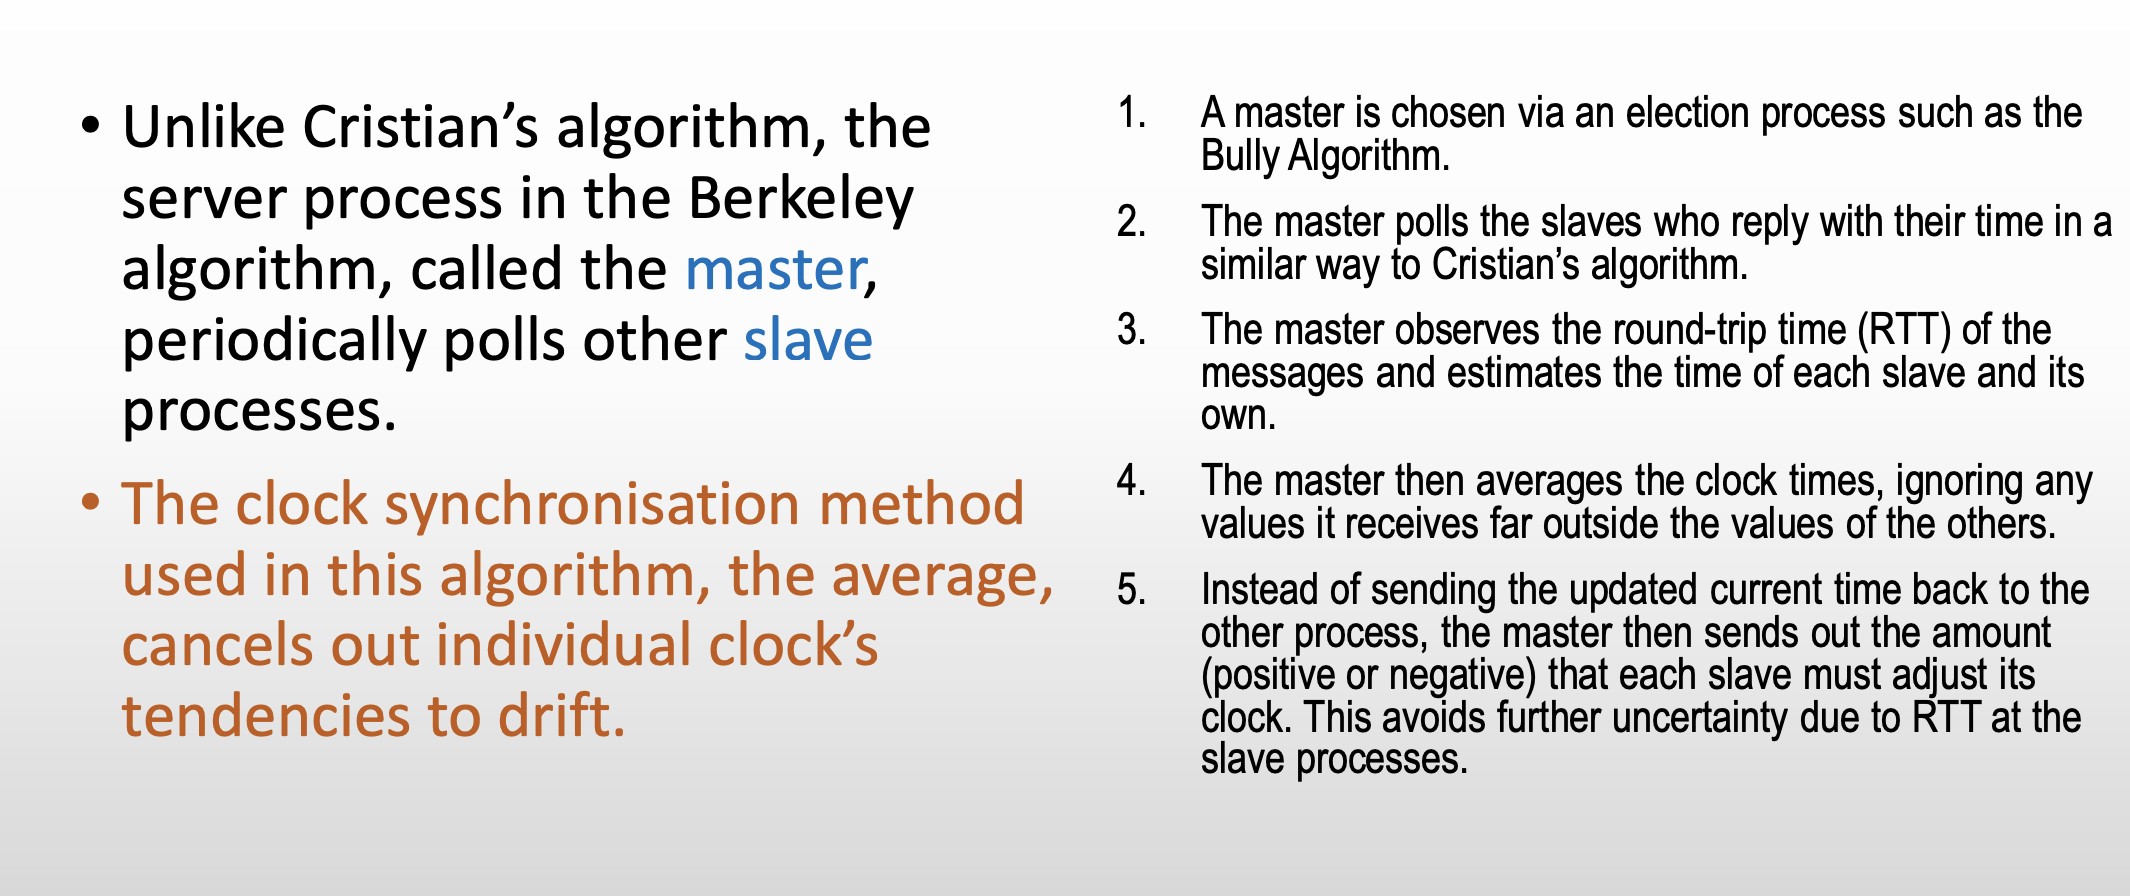 • Unlike Cristian’s algorithm, the
server process in the Berkeley
algorithm, called the master,
periodically polls other slave
processes.
• The clock synchronisation method
used in this algorithm, the average,
cancels out individual clock’s
tendencies to drift.
1. A master is chosen via an election process such as the
Bully Algorithm.
2. The master polls the slaves who reply with their time in a
similar way to Cristian’s algorithm.
3. The master observes the round-trip time (RTT) of the
messages and estimates the time of each slave and its
own.
4. The master then averages the clock times, ignoring any
values it receives far outside the values of the others.
5. Instead of sending the updated current time back to the
other process, the master then sends out the amount
(positive or negative) that each slave must adjust its
clock. This avoids further uncertainty due to RTT at the
slave processes.